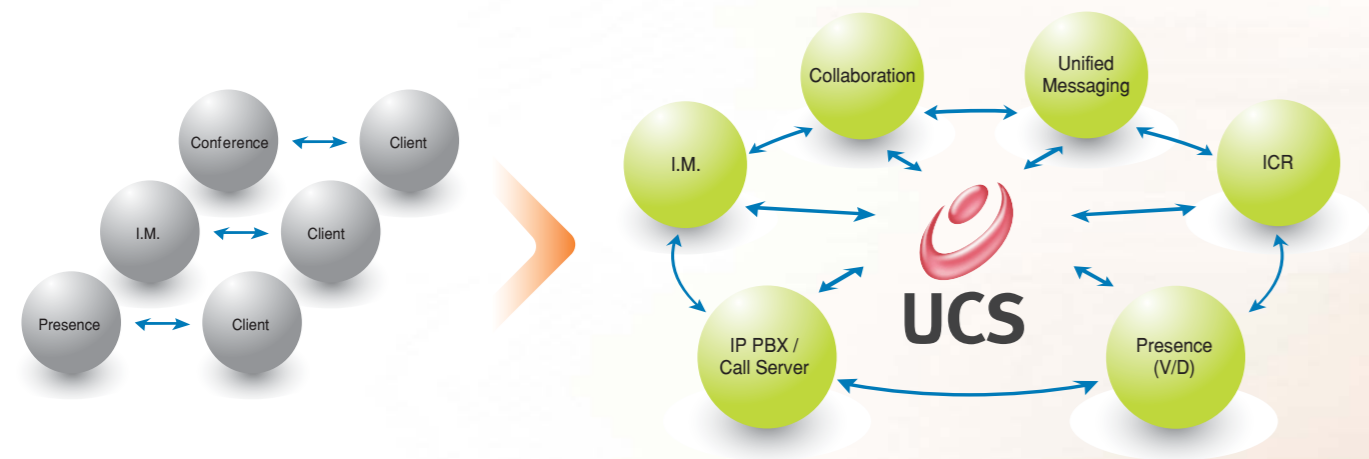 Conference
Client
I.M.
Client
Presence
Client
Collaboration
Unified
Messaging
I.M.
ICR
UCS
IP PBX /
Call Server
Presence
(V/D)